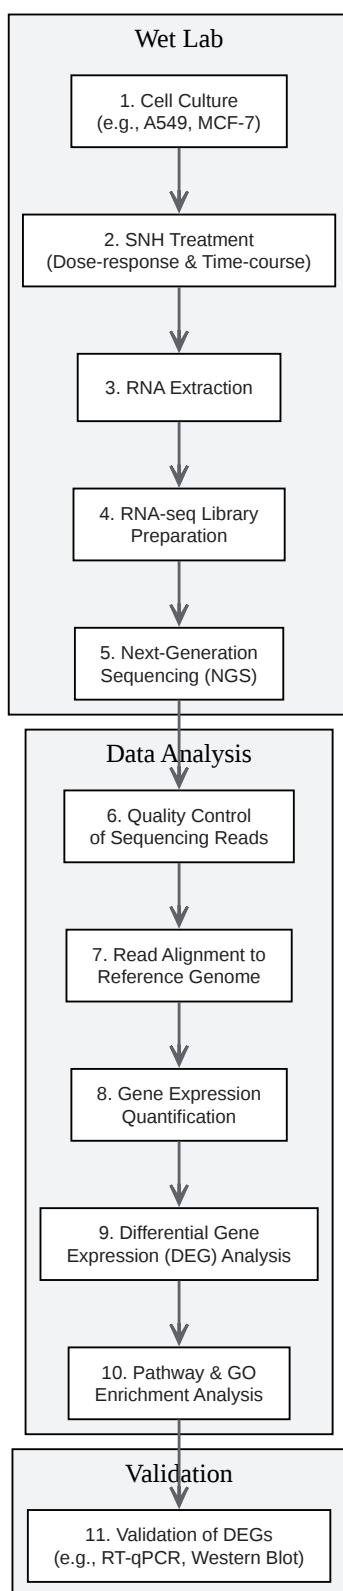 Wet Lab
1. Cell Culture
(e.g., A549, MCF-7)
2. SNH Treatment
(Dose-response & Time-course)
3. RNA Extraction
4. RNA-seq Library
Preparation
5. Next-Generation
Sequencing (NGS)
Data Analysis
6. Quality Control
of Sequencing Reads
7. Read Alignment to
Reference Genome
8. Gene Expression
Quantification
9. Differential Gene
Expression (DEG) Analysis
10. Pathway & GO
Enrichment Analysis
Validation
11. Validation of DEGs
(e.g., RT-qPCR, Western Blot)